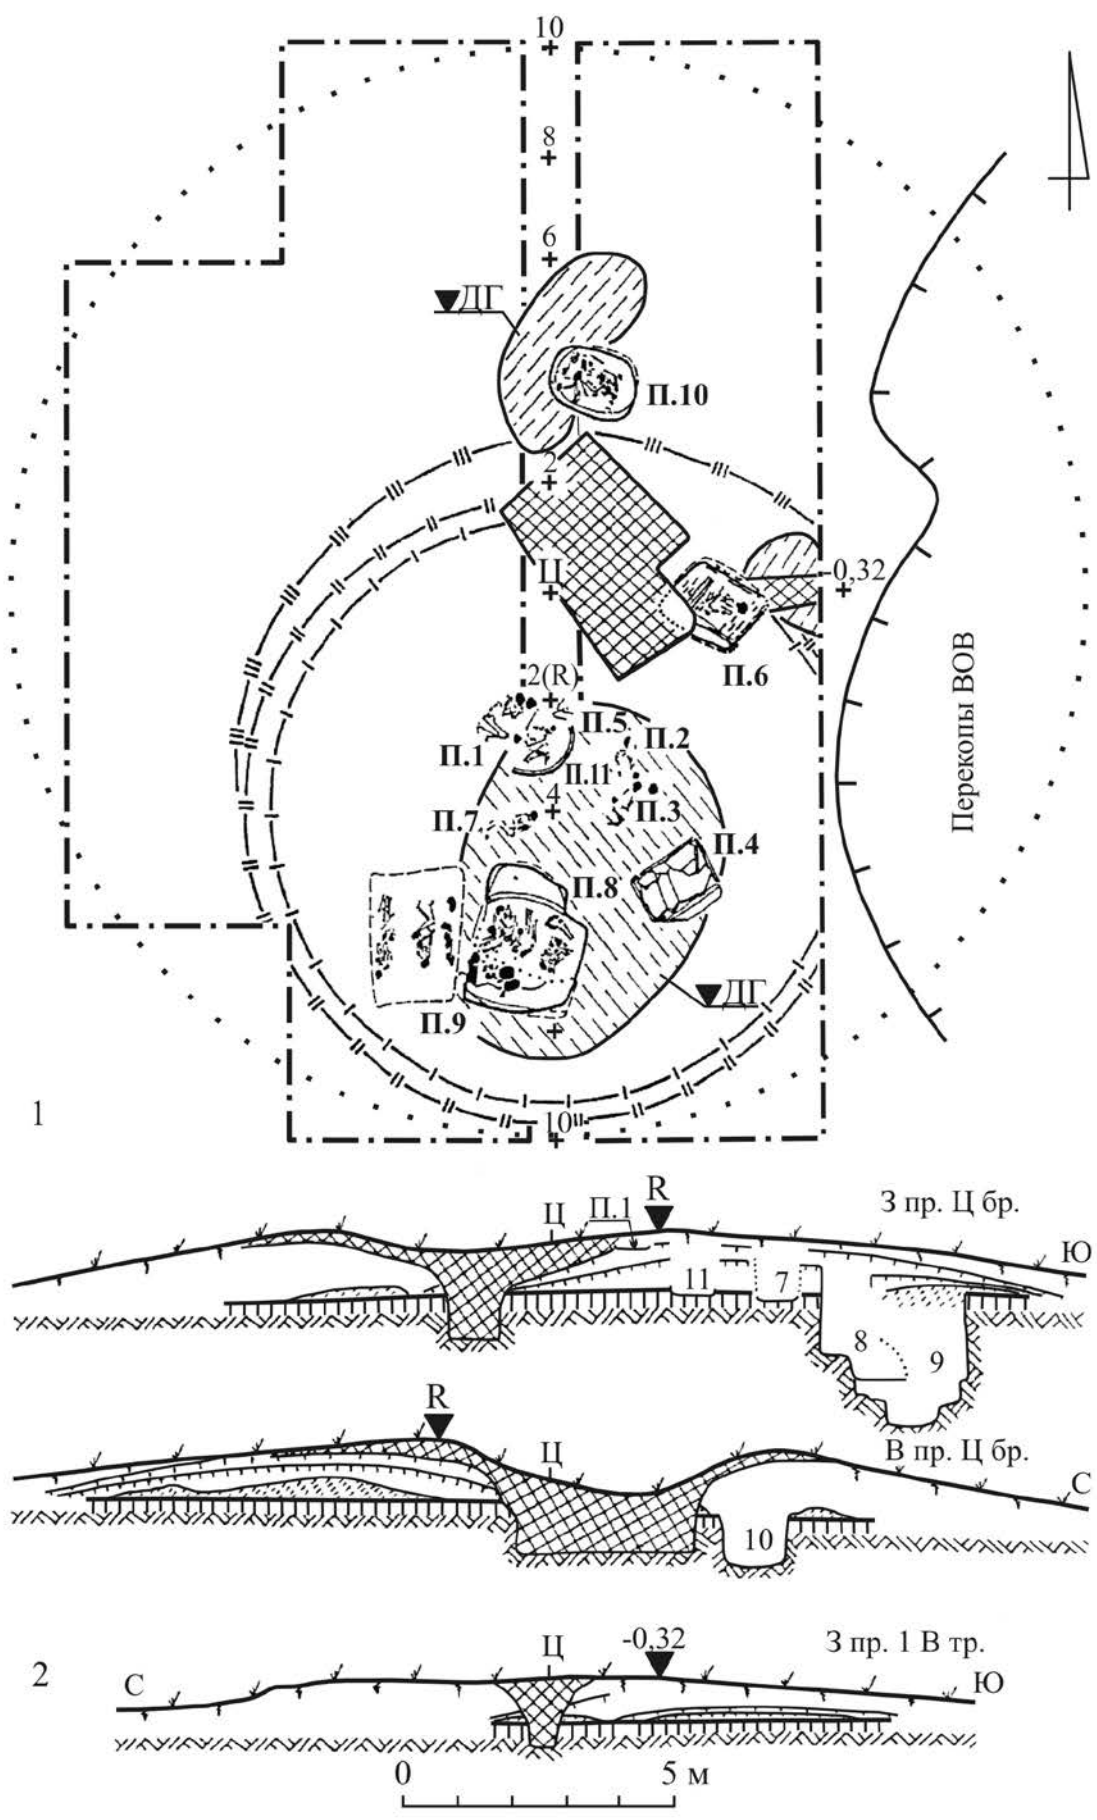 10
8
6
ДГ
П.10
2
Ц
-0,32
П.6
2(R)
П.5
П.2
П.1
П.11
4
П.3
П.7
П.4
П.8
ДГ
П.9
10
Перекопы ВОВ
1
Ц
П.1
R
З пр. Ц бр.
Ю
11
7
8
9
R
Ц
В пр. Ц бр.
С
10
2
С
Ц
-0,32
З пр. 1 В тр.
Ю
0
5 м